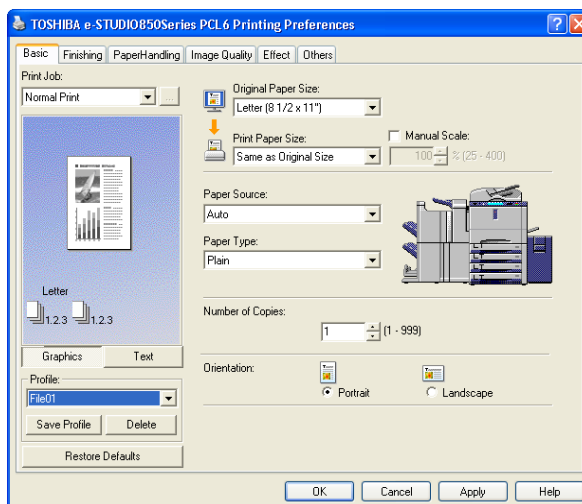 TOSHIBA e-STUDIO850Series PCL6 Printing Preferences
Basic Finishing PaperHandling Image Quality Effect Others
Print Job:
Normal Print
...
Letter
1.2.3 1.2.3
Graphics Text
Profile:
File01
Save Profile Delete
Restore Defaults
Original Paper Size:
Letter (8 1/2 x 11")
Print Paper Size:
Same as Original Size
Manual Scale:
100 % (25 - 400)
Paper Source:
Auto
Paper Type:
Plain
Number of Copies:
1 (1 - 999)
Orientation:
Portrait Landscape
OK Cancel Apply Help